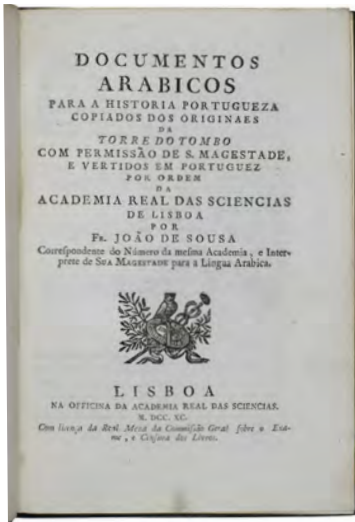 DOCUMENTOS
ARABICOS
PARA A HISTORIA PORTUGUEZA
COPIADOS DOS ORIGINAES
DA
TORRE DO TOMBO
COM PERMISSÃO DE S. MAGESTADE,
E VERTIDOS EM PORTUGUEZ
POR ORDEM
DA
ACADEMIA REAL DAS SCIENCIAS
DE LISBOA
POR
FR. JOÃO DE SOUSA
Correspondente do Número da mesma Academia, e Inter-
prete de SUA MAGESTADE para a Lingua Arabica.
LISBOA
NA OFFICINA DA ACADEMIA REAL DAS SCIENCIAS.
M. DCC. XC.
Com licença da Real Meza da Commissão Geral sobre o Exa-
me, e Censura dos Livros.